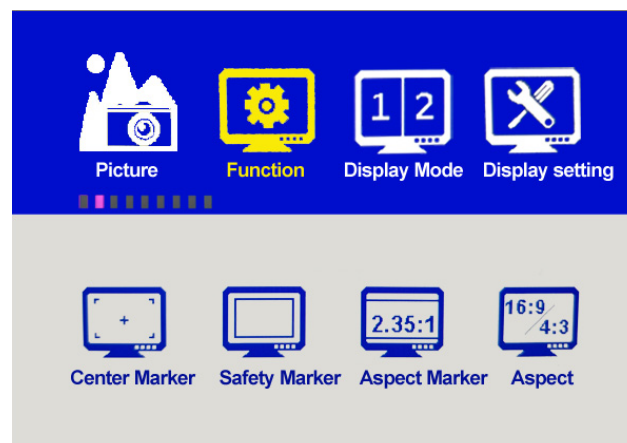 1 2
Picture
Function
Display Mode
Display setting
2.35:1
16:9
4:3
Center Marker
Safety Marker
Aspect Marker
Aspect